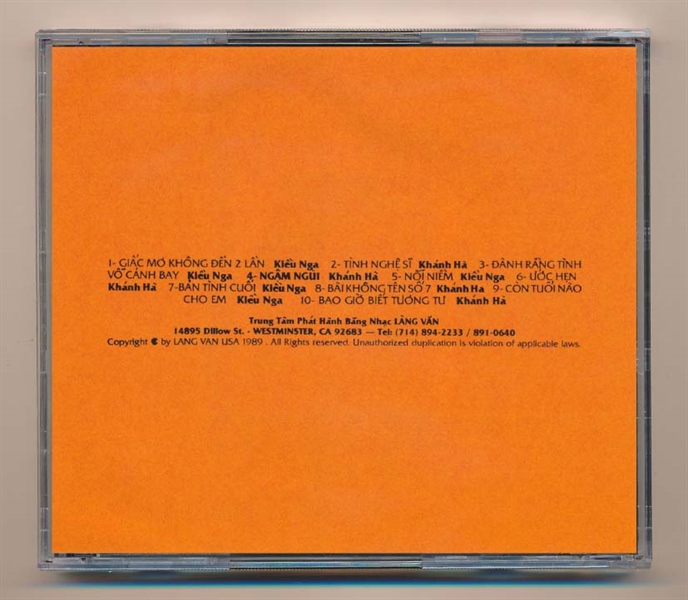 1- GIẤC MƠ KHÔNG ĐẾN 2 LẦN Kiều Nga 2- TÌNH NGHỆ SĨ Khánh Hà 3- ĐÀNH RẰNG TÌNH
VỖ CÁNH BAY Kiều Nga 4- NGẬM NGÙI Khánh Hà 5- NỖI NIỀM Kiều Nga 6- ƯỚC HẸN
Khánh Hà 7- BẢN TÌNH CUỐI Kiều Nga 8- BÀI KHÔNG TÊN SỐ 7 Khánh Ha 9- CÒN TUỔI NÀO
CHO EM Kiều Nga 10- BAO GIỜ BIẾT TƯƠNG TƯ Khánh Hà
Trung Tâm Phát Hành Băng Nhạc LÀNG VĂN
14895 Dillow St. - WESTMINSTER, CA 92683 — Tel: (714) 894-2233 / 891-0640
Copyright © by LANG VAN USA 1989 . All Rights reserved. Unauthorized duplication is violation of applicable laws.